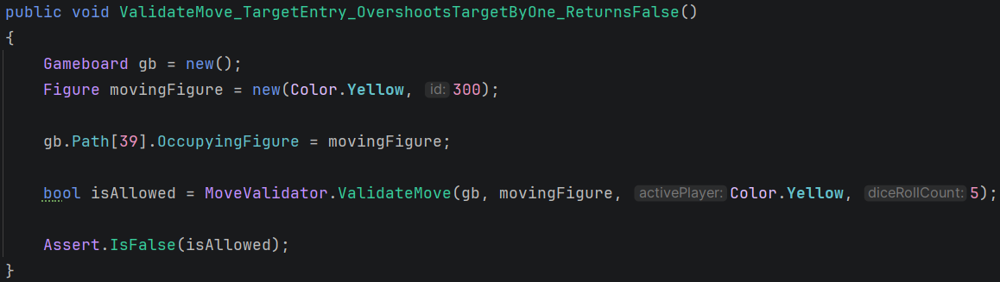 public void ValidateMove_TargetEntry_OvershootsTargetByOne_ReturnsFalse()
{
    Gameboard gb = new();
    Figure movingFigure = new(Color.Yellow, id: 300);

    gb.Path[39].OccupyingFigure = movingFigure;

    bool isAllowed = MoveValidator.ValidateMove(gb, movingFigure, activePlayer: Color.Yellow, diceRollCount: 5);

    Assert.IsFalse(isAllowed);
}